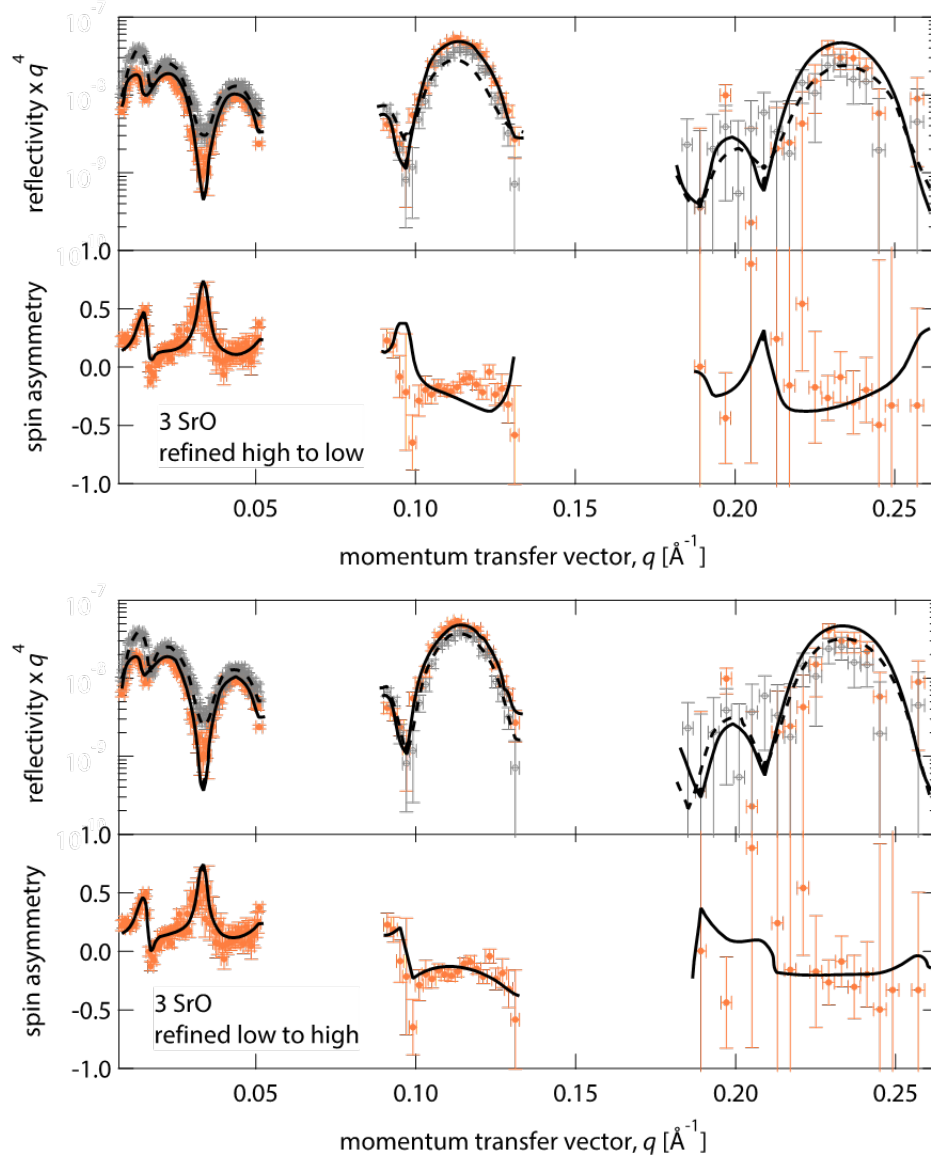 reflectivity x q⁴
10⁻⁷
10⁻⁸
10⁻⁹
10⁻¹⁰
spin asymmetry
1.0
0.5
0.0
-0.5
-1.0
3 SrO
refined high to low
0.05 0.10 0.15 0.20 0.25
momentum transfer vector, q [Å⁻¹]
reflectivity x q⁴
10⁻⁷
10⁻⁸
10⁻⁹
10⁻¹⁰
spin asymmetry
1.0
0.5
0.0
-0.5
-1.0
3 SrO
refined low to high
0.05 0.10 0.15 0.20 0.25
momentum transfer vector, q [Å⁻¹]